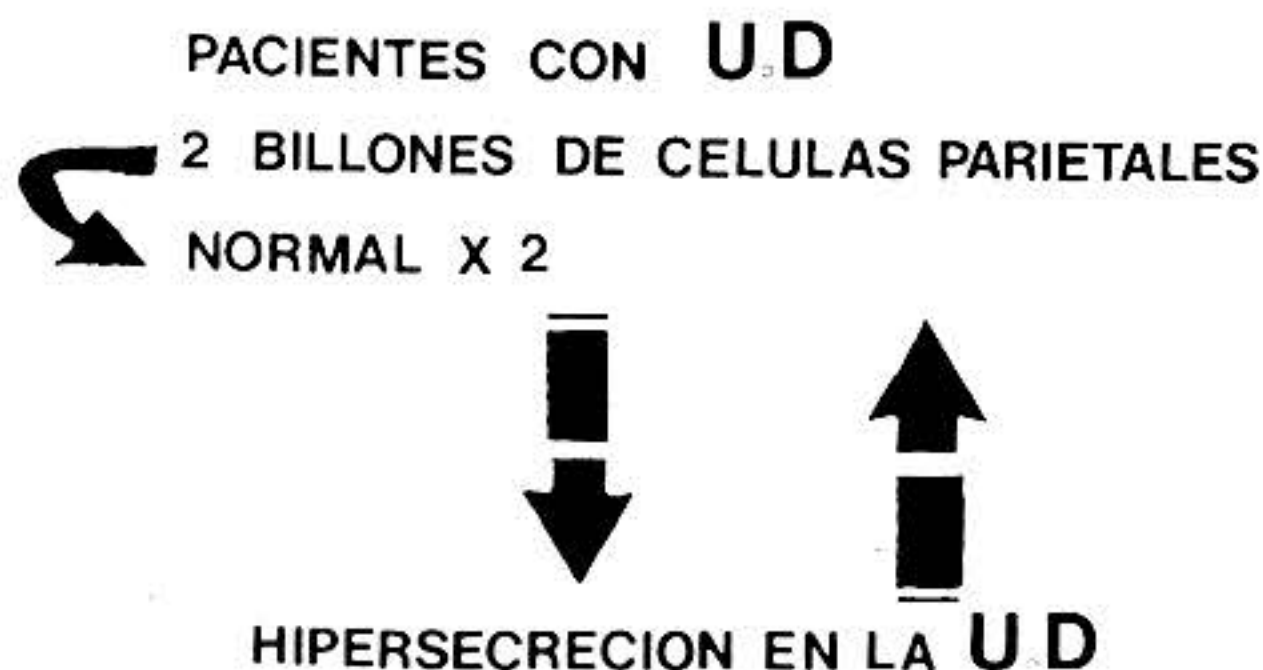 PACIENTES CON U.D
2 BILLONES DE CELULAS PARIETALES
NORMAL X 2
HIPERSECRECION EN LA U.D